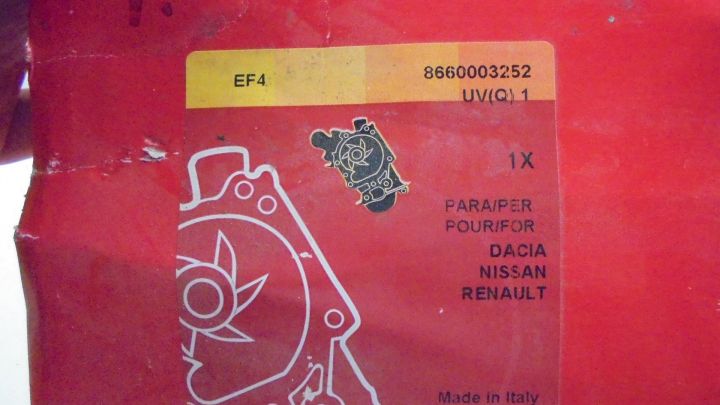 EF4
8660003252
UV(Q) 1
1X
PARA/PER
POUR/FOR
DACIA
NISSAN
RENAULT
Made in Italy